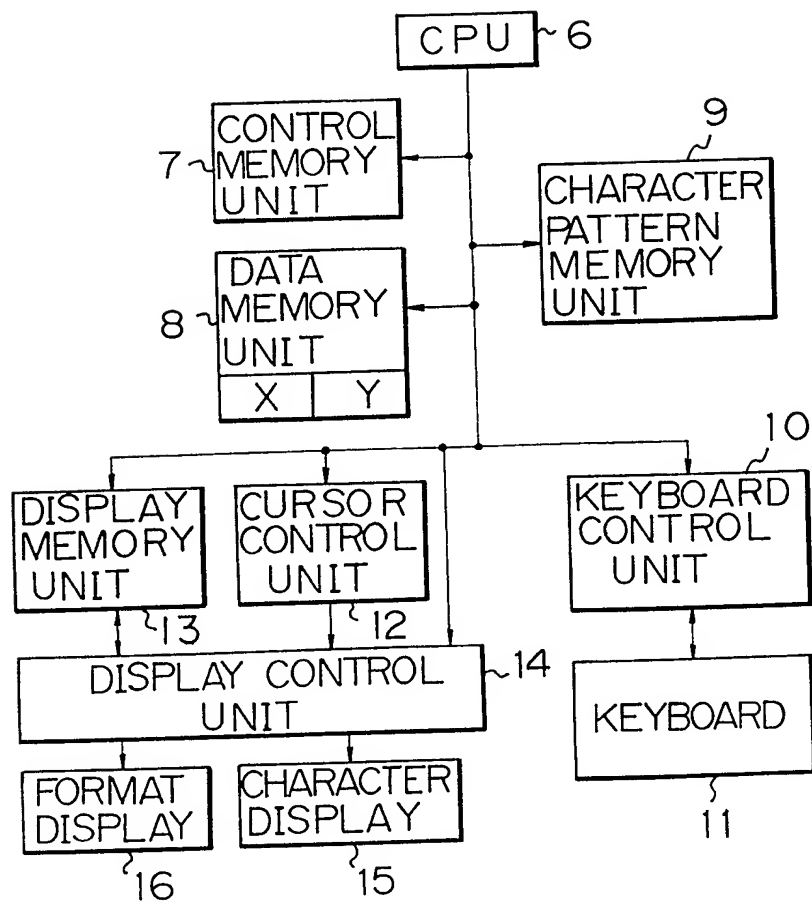 CPU
6
CONTROL
MEMORY
UNIT
7
9
CHARACTER
PATTERN
MEMORY
UNIT
DATA
MEMORY
UNIT
8
X Y
10
DISPLAY
MEMORY
UNIT
13
CURSOR
CONTROL
UNIT
12
KEYBOARD
CONTROL
UNIT
DISPLAY CONTROL
UNIT
14
KEYBOARD
11
FORMAT
DISPLAY
16
CHARACTER
DISPLAY
15